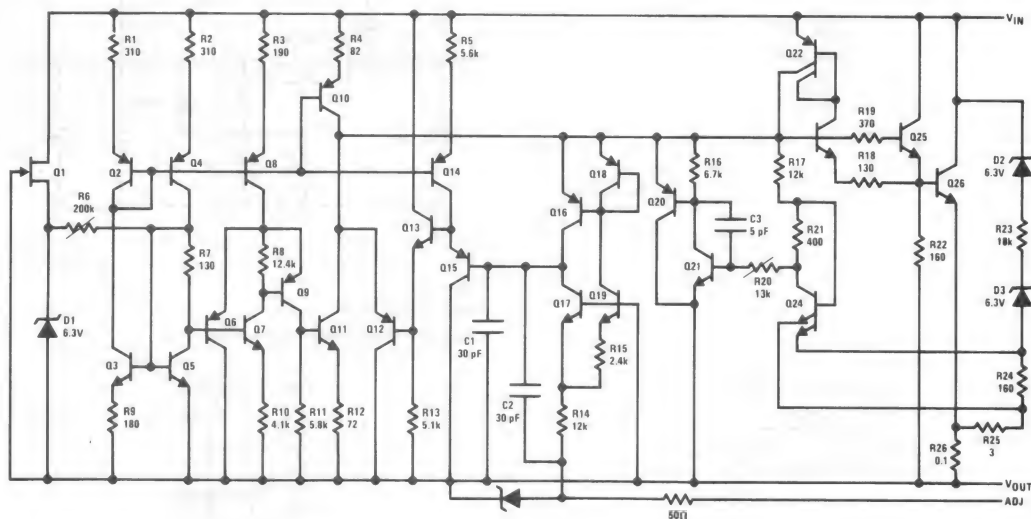 VIN
R1
310
R2
310
R3
190
R4
82
R5
5.6k
Q22
Q10
R19
370
Q25
R18
130
Q26
D2
6.3V
Q1
Q2
Q4
Q8
Q14
Q18
R16
6.7k
R17
12k
R6
200k
Q13
Q16
Q20
C3
5 pF
R21
400
R22
160
R23
18k
R7
130
R8
12.4k
Q9
Q15
Q21
R20
13k
Q24
D3
6.3V
D1
6.3V
Q6
Q7
Q11
Q12
Q17
Q19
C1
30 pF
R15
2.4k
Q3
Q5
C2
30 pF
R24
160
R9
180
R10
4.1k
R11
5.8k
R12
72
R13
5.1k
R14
12k
R26
0.1
R25
3
VOUT
ADJ
50Ω